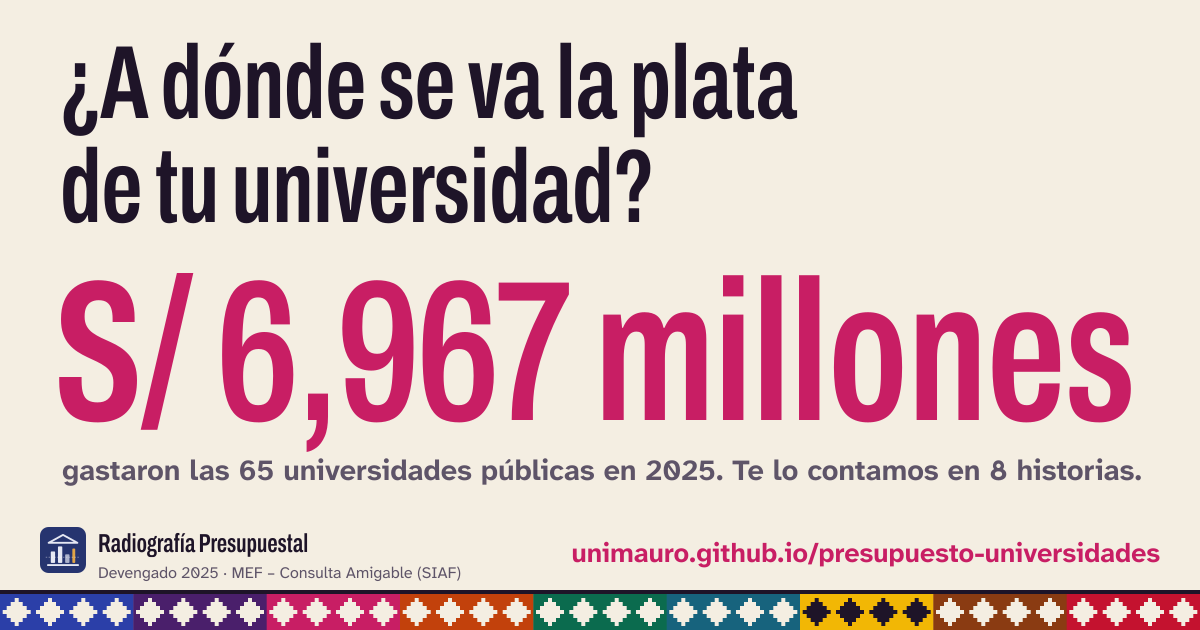 ¿A dónde se va la plata
de tu universidad?
S/ 6,967 millones
gastaron las 65 universidades públicas en 2025. Te lo contamos en 8 historias.
Radiografía Presupuestal
Devengado 2025 · MEF – Consulta Amigable (SIAF)
unimauro.github.io/presupuesto-universidades